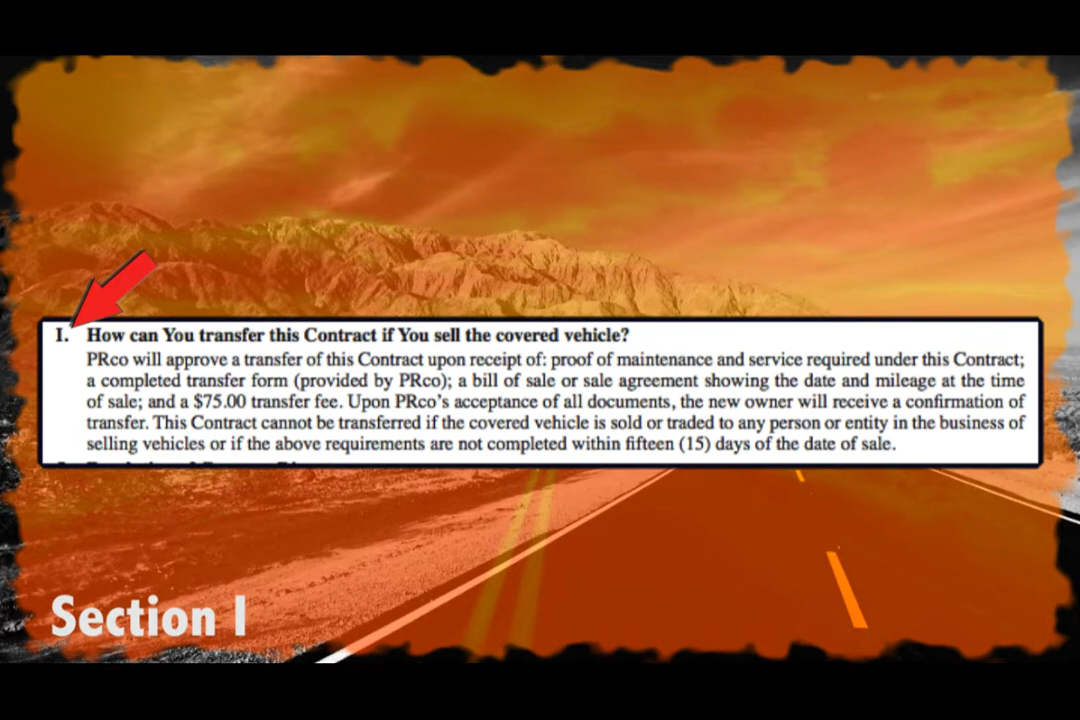 I. How can You transfer this Contract if You sell the covered vehicle?
PRco will approve a transfer of this Contract upon receipt of: proof of maintenance and service required under this Contract;
a completed transfer form (provided by PRco); a bill of sale or sale agreement showing the date and mileage at the time
of sale; and a $75.00 transfer fee. Upon PRco's acceptance of all documents, the new owner will receive a confirmation of
transfer. This Contract cannot be transferred if the covered vehicle is sold or traded to any person or entity in the business of
selling vehicles or if the above requirements are not completed within fifteen (15) days of the date of sale.
Section I